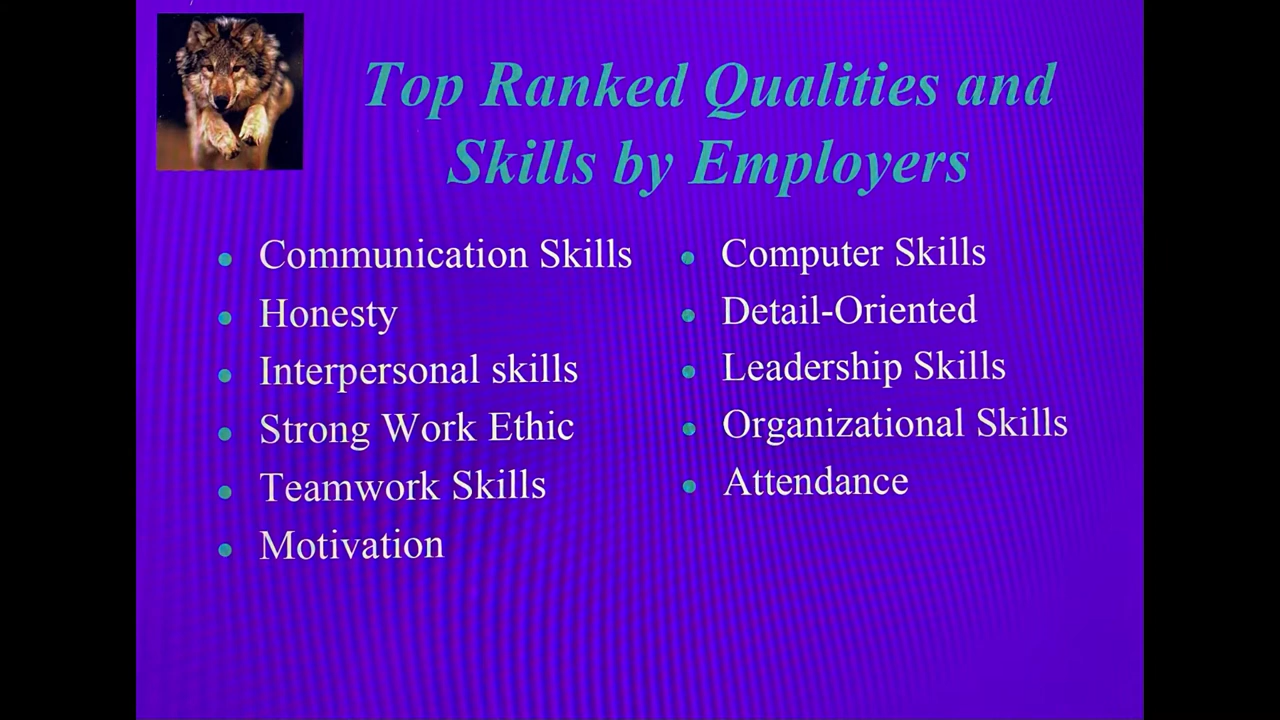 Top Ranked Qualities and
Skills by Employers
Communication Skills
Honesty
Interpersonal skills
Strong Work Ethic
Teamwork Skills
Motivation
Computer Skills
Detail-Oriented
Leadership Skills
Organizational Skills
Attendance